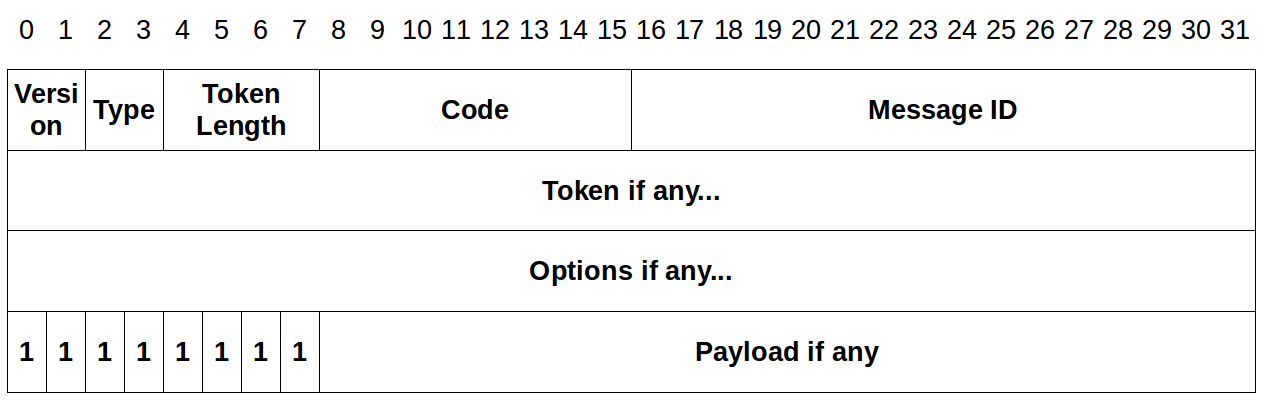 0 1 2 3 4 5 6 7 8 9 10 11 12 13 14 15 16 17 18 19 20 21 22 23 24 25 26 27 28 29 30 31
Versi
on
Type
Token
Length
Code
Message ID
Token if any...
Options if any...
1 1 1 1 1 1 1 1 Payload if any